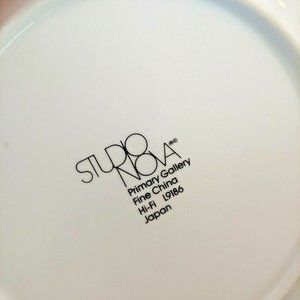 STUDIO
NOVA ®©
Primary Gallery
Fine China
Hi-Fi L9186
Japan